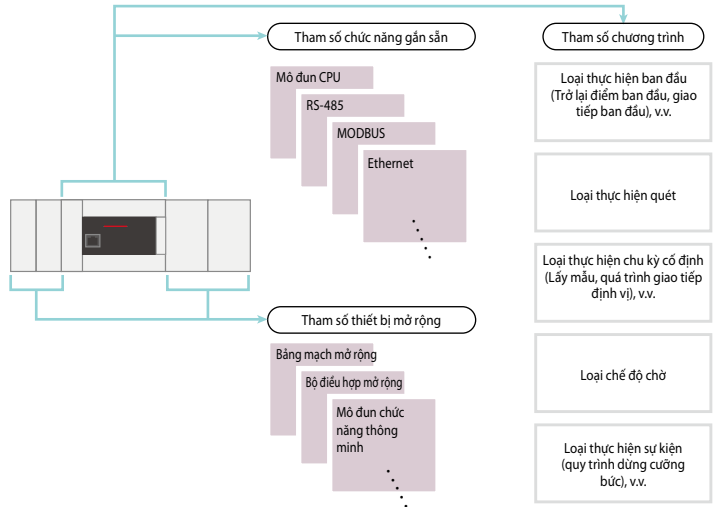 Tham số chức năng gắn sẵn
Mô đun CPU
RS-485
MODBUS
Ethernet
Tham số thiết bị mở rộng
Bảng mạch mở rộng
Bộ điều hợp mở rộng
Mô đun chức
năng thông
minh
Tham số chương trình
Loại thực hiện ban đầu
(Trở lại điểm ban đầu, giao
tiếp ban đầu), v.v.
Loại thực hiện quét
Loại thực hiện chu kỳ cố định
(Lấy mẫu, quá trình giao tiếp
định vị), v.v.
Loại chế độ chờ
Loại thực hiện sự kiện
(quy trình dừng cưỡng
bức), v.v.